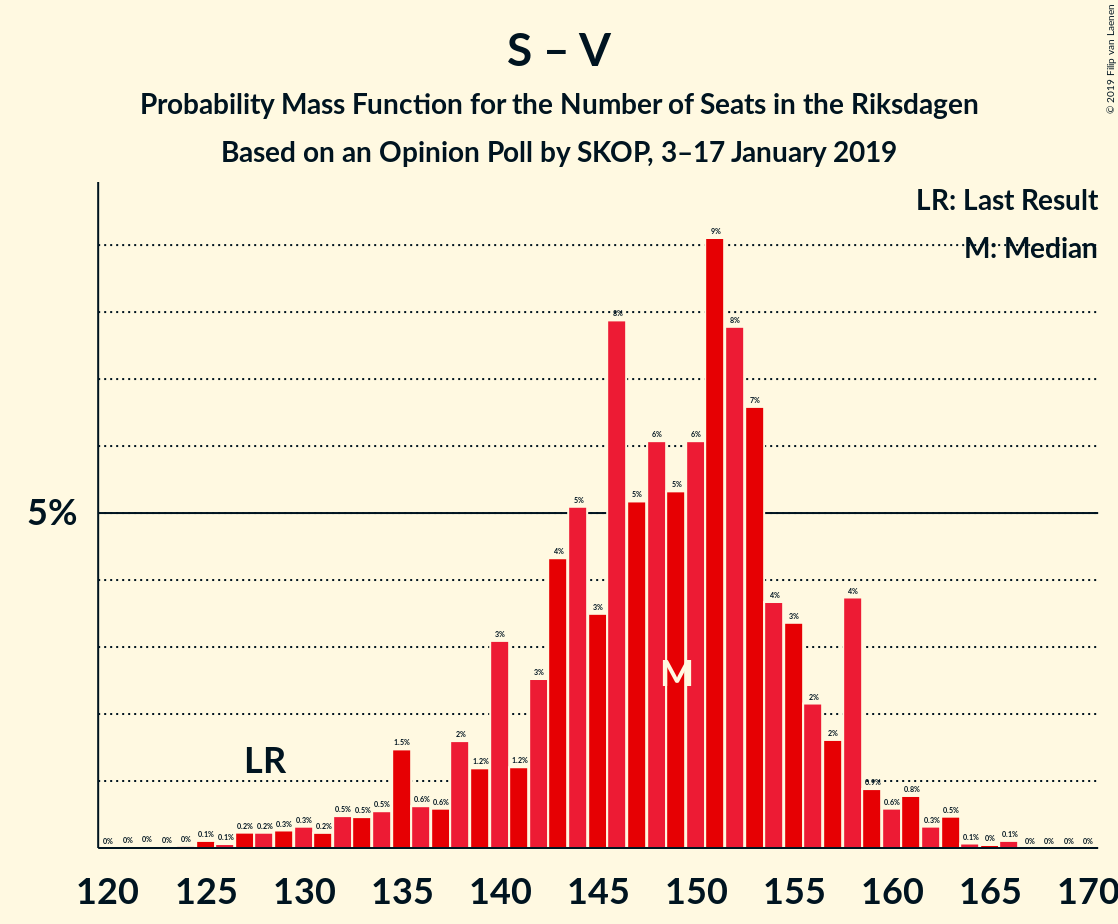 S – V
Probability Mass Function for the Number of Seats in the Riksdagen
Based on an Opinion Poll by SKOP, 3–17 January 2019
© 2019 Filip van Laenen
LR: Last Result
M: Median
5%
LR
M
0% 0% 0% 0% 0% 0.1% 0.1% 0.2% 0.2% 0.3% 0.3% 0.2% 0.5% 0.5% 0.5% 1.5% 0.6% 0.6% 2% 1.2% 3% 1.2% 3% 4% 5% 3% 8% 5% 6% 5% 6% 9% 8% 7% 4% 3% 2% 2% 4% 0.9% 0.6% 0.8% 0.3% 0.5% 0.1% 0% 0.1% 0% 0% 0% 0%
120 125 130 135 140 145 150 155 160 165 170